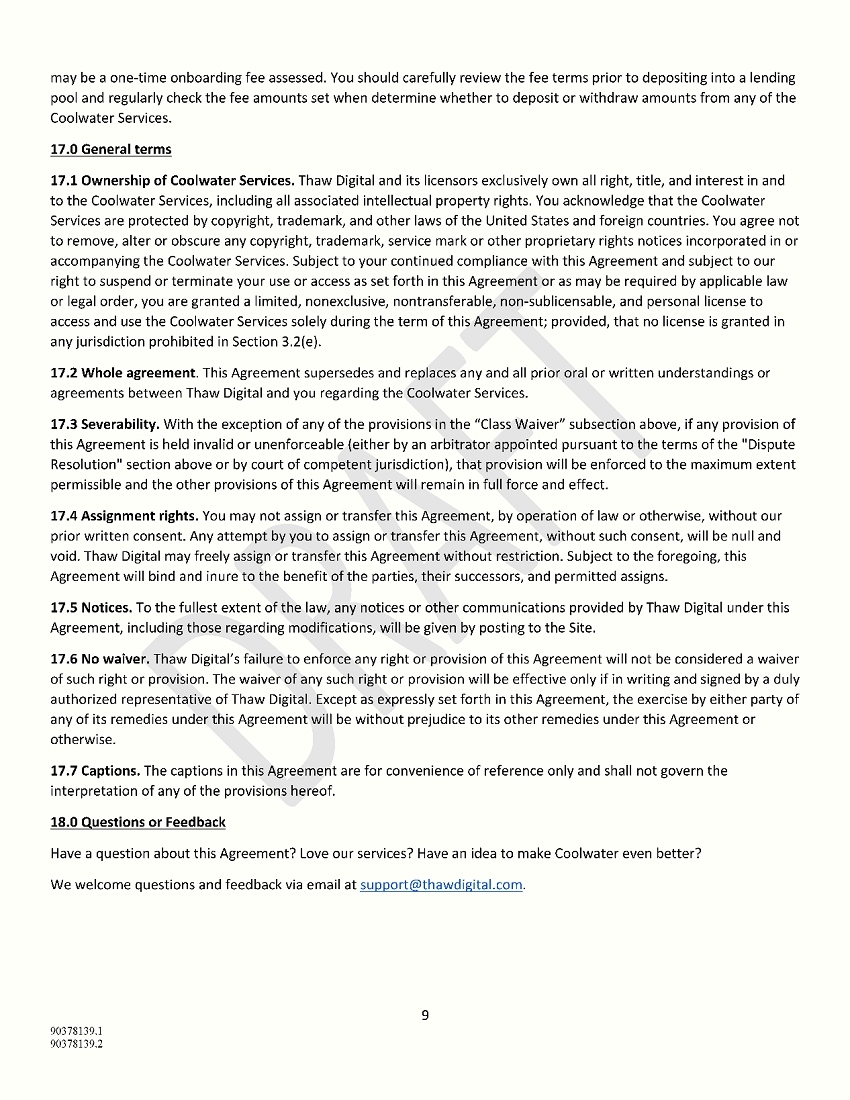 may be a one-time onboarding fee assessed. You should carefully review the fee terms prior to depositing into a lending
pool and regularly check the fee amounts set when determine whether to deposit or withdraw amounts from any of the
Coolwater Services.
17.0 General terms
17.1 Ownership of Coolwater Services. Thaw Digital and its licensors exclusively own all right, title, and interest in and
to the Coolwater Services, including all associated intellectual property rights. You acknowledge that the Coolwater
Services are protected by copyright, trademark, and other laws of the United States and foreign countries. You agree not
to remove, alter or obscure any copyright, trademark, service mark or other proprietary rights notices incorporated in or
accompanying the Coolwater Services. Subject to your continued compliance with this Agreement and subject to our
right to suspend or terminate your use or access as set forth in this Agreement or as may be required by applicable law
or legal order, you are granted a limited, nonexclusive, nontransferable, non-sublicensable, and personal license to
access and use the Coolwater Services solely during the term of this Agreement; provided, that no license is granted in
any jurisdiction prohibited in Section 3.2(e).
17.2 Whole agreement. This Agreement supersedes and replaces any and all prior oral or written understandings or
agreements between Thaw Digital and you regarding the Coolwater Services.
17.3 Severability. With the exception of any of the provisions in the “Class Waiver” subsection above, if any provision of
this Agreement is held invalid or unenforceable (either by an arbitrator appointed pursuant to the terms of the "Dispute
Resolution" section above or by court of competent jurisdiction), that provision will be enforced to the maximum extent
permissible and the other provisions of this Agreement will remain in full force and effect.
17.4 Assignment rights. You may not assign or transfer this Agreement, by operation of law or otherwise, without our
prior written consent. Any attempt by you to assign or transfer this Agreement, without such consent, will be null and
void. Thaw Digital may freely assign or transfer this Agreement without restriction. Subject to the foregoing, this
Agreement will bind and inure to the benefit of the parties, their successors, and permitted assigns.
17.5 Notices. To the fullest extent of the law, any notices or other communications provided by Thaw Digital under this
Agreement, including those regarding modifications, will be given by posting to the Site.
17.6 No waiver. Thaw Digital’s failure to enforce any right or provision of this Agreement will not be considered a waiver
of such right or provision. The waiver of any such right or provision will be effective only if in writing and signed by a duly
authorized representative of Thaw Digital. Except as expressly set forth in this Agreement, the exercise by either party of
any of its remedies under this Agreement will be without prejudice to its other remedies under this Agreement or
otherwise.
17.7 Captions. The captions in this Agreement are for convenience of reference only and shall not govern the
interpretation of any of the provisions hereof.
18.0 Questions or Feedback
Have a question about this Agreement? Love our services? Have an idea to make Coolwater even better?
We welcome questions and feedback via email at support@thawdigital.com.
DRAFT
9
90378139.1
90378139.2